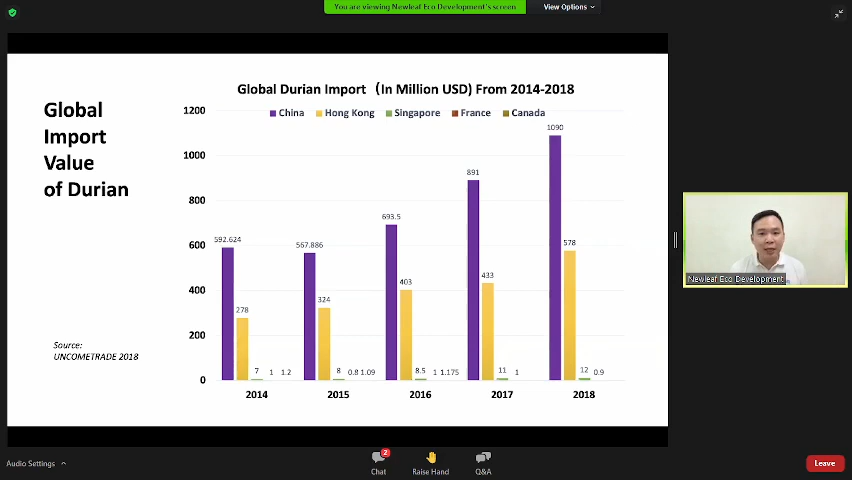 You are viewing Newleaf Eco Development's screen
View Options
Global
Import
Value
of Durian
Source:
UNCOMETRADE 2018
Global Durian Import (In Million USD) From 2014-2018
China Hong Kong Singapore France Canada
1200
1000
800
600
400
200
0
592.624 278 7 1 1.2
567.886 324 8 0.8 1.09
693.5 403 8.5 1 1.175
891 433 11 1
1090 578 12 0.9
2014 2015 2016 2017 2018
Newleaf Eco Development
Audio Settings
2
Chat
Raise Hand
Q&A
Leave